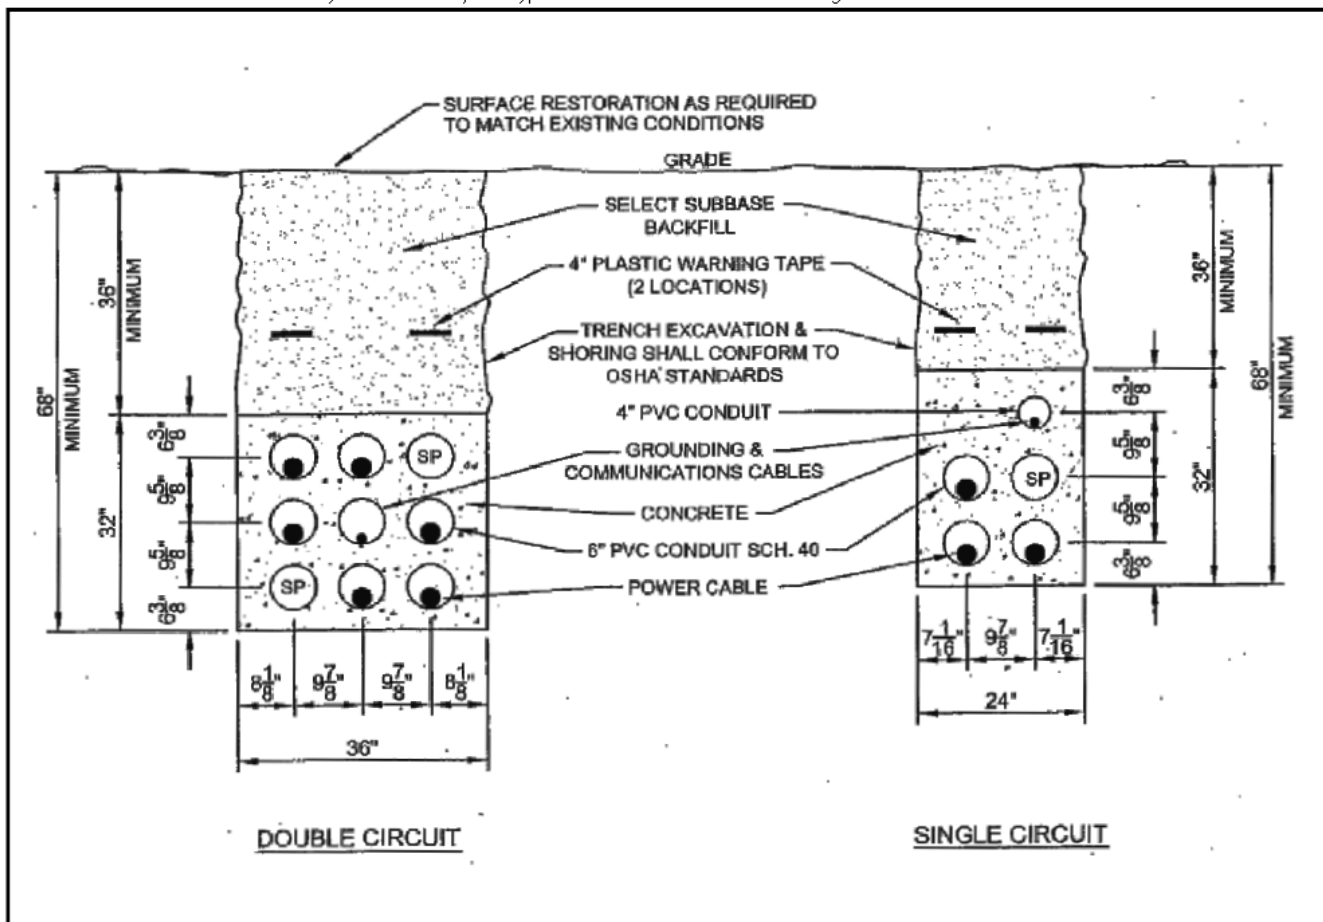 SURFACE RESTORATION AS REQUIRED
TO MATCH EXISTING CONDITIONS
GRADE
SELECT SUBBASE
BACKFILL
4" PLASTIC WARNING TAPE
(2 LOCATIONS)
TRENCH EXCAVATION &
SHORING SHALL CONFORM TO
OSHA STANDARDS
4" PVC CONDUIT
GROUNDING &
COMMUNICATIONS CABLES
CONCRETE
6" PVC CONDUIT SCH. 40
POWER CABLE
68"
MINIMUM
36"
MINIMUM
32"
6 3/8"
9 5/8"
9 5/8"
6 3/8"
SP
SP
8 1/8"
9 7/8"
9 7/8"
8 1/8"
36"
DOUBLE CIRCUIT
SP
36"
MINIMUM
68"
MINIMUM
32"
6 3/8"
9 5/8"
9 5/8"
6 3/8"
7 1/16"
9 7/8"
7 1/16"
24"
SINGLE CIRCUIT